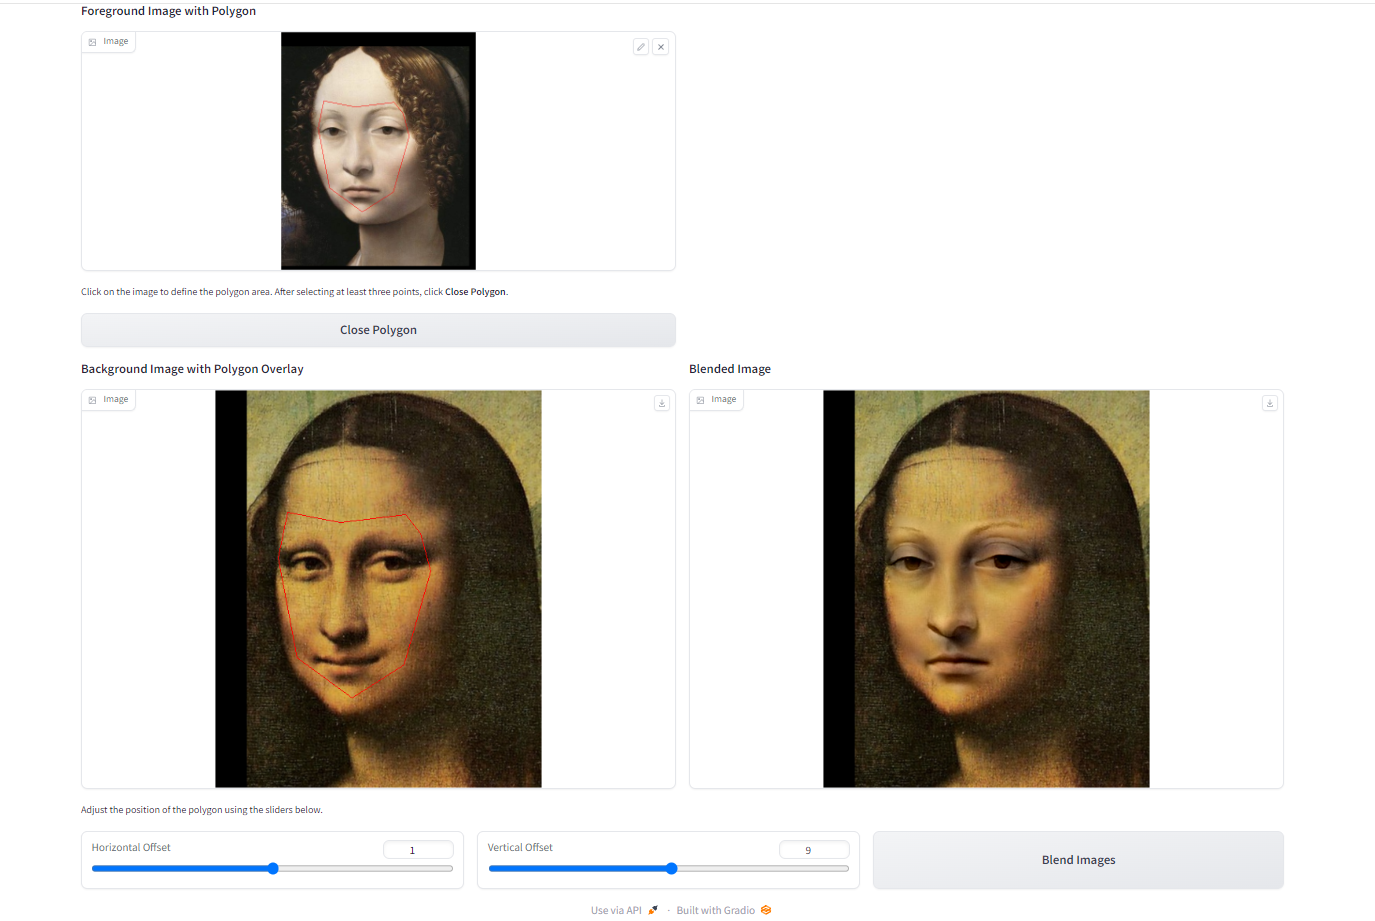 Foreground Image with Polygon
Image
Click on the image to define the polygon area. After selecting at least three points, click Close Polygon.
Close Polygon
Background Image with Polygon Overlay
Blended Image
Image
Image
Adjust the position of the polygon using the sliders below.
Horizontal Offset
1
Vertical Offset
9
Blend Images
Use via API · Built with Gradio